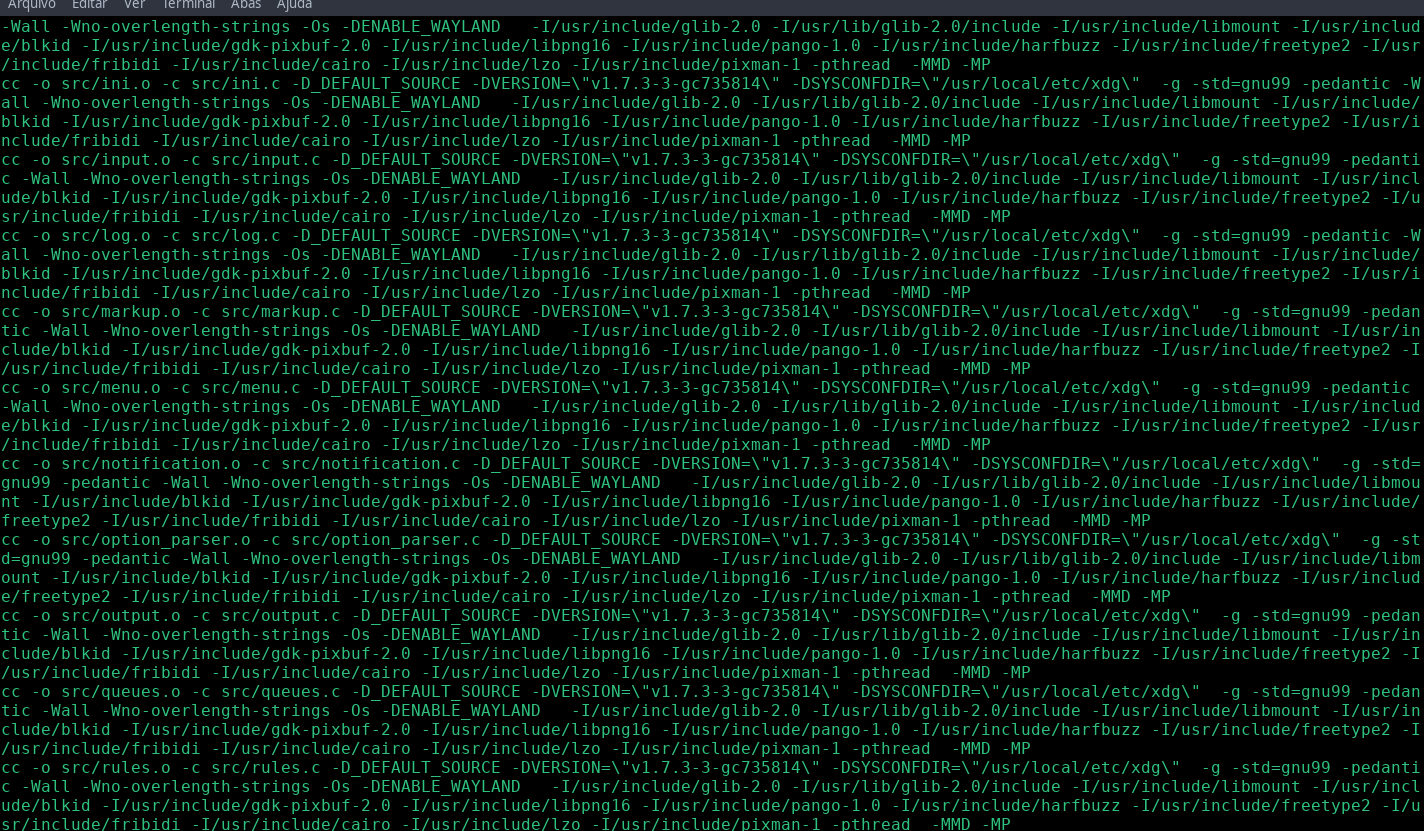 Arquivo Editar Ver Terminal Abas Ajuda
-Wall -Wno-overlength-strings -Os -DENABLE_WAYLAND   -I/usr/include/glib-2.0 -I/usr/lib/glib-2.0/include -I/usr/include/libmount -I/usr/includ
e/blkid -I/usr/include/gdk-pixbuf-2.0 -I/usr/include/libpng16 -I/usr/include/pango-1.0 -I/usr/include/harfbuzz -I/usr/include/freetype2 -I/usr
/include/fribidi -I/usr/include/cairo -I/usr/include/lzo -I/usr/include/pixman-1 -pthread  -MMD -MP
cc -o src/ini.o -c src/ini.c -D_DEFAULT_SOURCE -DVERSION=\"v1.7.3-3-gc735814\" -DSYSCONFDIR=\"/usr/local/etc/xdg\"  -g -std=gnu99 -pedantic -W
all -Wno-overlength-strings -Os -DENABLE_WAYLAND   -I/usr/include/glib-2.0 -I/usr/lib/glib-2.0/include -I/usr/include/libmount -I/usr/include/
blkid -I/usr/include/gdk-pixbuf-2.0 -I/usr/include/libpng16 -I/usr/include/pango-1.0 -I/usr/include/harfbuzz -I/usr/include/freetype2 -I/usr/i
nclude/fribidi -I/usr/include/cairo -I/usr/include/lzo -I/usr/include/pixman-1 -pthread  -MMD -MP
cc -o src/input.o -c src/input.c -D_DEFAULT_SOURCE -DVERSION=\"v1.7.3-3-gc735814\" -DSYSCONFDIR=\"/usr/local/etc/xdg\"  -g -std=gnu99 -pedanti
c -Wall -Wno-overlength-strings -Os -DENABLE_WAYLAND   -I/usr/include/glib-2.0 -I/usr/lib/glib-2.0/include -I/usr/include/libmount -I/usr/incl
ude/blkid -I/usr/include/gdk-pixbuf-2.0 -I/usr/include/libpng16 -I/usr/include/pango-1.0 -I/usr/include/harfbuzz -I/usr/include/freetype2 -I/u
sr/include/fribidi -I/usr/include/cairo -I/usr/include/lzo -I/usr/include/pixman-1 -pthread  -MMD -MP
cc -o src/log.o -c src/log.c -D_DEFAULT_SOURCE -DVERSION=\"v1.7.3-3-gc735814\" -DSYSCONFDIR=\"/usr/local/etc/xdg\"  -g -std=gnu99 -pedantic -W
all -Wno-overlength-strings -Os -DENABLE_WAYLAND   -I/usr/include/glib-2.0 -I/usr/lib/glib-2.0/include -I/usr/include/libmount -I/usr/include/
blkid -I/usr/include/gdk-pixbuf-2.0 -I/usr/include/libpng16 -I/usr/include/pango-1.0 -I/usr/include/harfbuzz -I/usr/include/freetype2 -I/usr/i
nclude/fribidi -I/usr/include/cairo -I/usr/include/lzo -I/usr/include/pixman-1 -pthread  -MMD -MP
cc -o src/markup.o -c src/markup.c -D_DEFAULT_SOURCE -DVERSION=\"v1.7.3-3-gc735814\" -DSYSCONFDIR=\"/usr/local/etc/xdg\"  -g -std=gnu99 -pedan
tic -Wall -Wno-overlength-strings -Os -DENABLE_WAYLAND   -I/usr/include/glib-2.0 -I/usr/lib/glib-2.0/include -I/usr/include/libmount -I/usr/in
clude/blkid -I/usr/include/gdk-pixbuf-2.0 -I/usr/include/libpng16 -I/usr/include/pango-1.0 -I/usr/include/harfbuzz -I/usr/include/freetype2 -I
/usr/include/fribidi -I/usr/include/cairo -I/usr/include/lzo -I/usr/include/pixman-1 -pthread  -MMD -MP
cc -o src/menu.o -c src/menu.c -D_DEFAULT_SOURCE -DVERSION=\"v1.7.3-3-gc735814\" -DSYSCONFDIR=\"/usr/local/etc/xdg\"  -g -std=gnu99 -pedantic
-Wall -Wno-overlength-strings -Os -DENABLE_WAYLAND   -I/usr/include/glib-2.0 -I/usr/lib/glib-2.0/include -I/usr/include/libmount -I/usr/includ
e/blkid -I/usr/include/gdk-pixbuf-2.0 -I/usr/include/libpng16 -I/usr/include/pango-1.0 -I/usr/include/harfbuzz -I/usr/include/freetype2 -I/usr
/include/fribidi -I/usr/include/cairo -I/usr/include/lzo -I/usr/include/pixman-1 -pthread  -MMD -MP
cc -o src/notification.o -c src/notification.c -D_DEFAULT_SOURCE -DVERSION=\"v1.7.3-3-gc735814\" -DSYSCONFDIR=\"/usr/local/etc/xdg\"  -g -std=
gnu99 -pedantic -Wall -Wno-overlength-strings -Os -DENABLE_WAYLAND   -I/usr/include/glib-2.0 -I/usr/lib/glib-2.0/include -I/usr/include/libmou
nt -I/usr/include/blkid -I/usr/include/gdk-pixbuf-2.0 -I/usr/include/libpng16 -I/usr/include/pango-1.0 -I/usr/include/harfbuzz -I/usr/include/
freetype2 -I/usr/include/fribidi -I/usr/include/cairo -I/usr/include/lzo -I/usr/include/pixman-1 -pthread  -MMD -MP
cc -o src/option_parser.o -c src/option_parser.c -D_DEFAULT_SOURCE -DVERSION=\"v1.7.3-3-gc735814\" -DSYSCONFDIR=\"/usr/local/etc/xdg\"  -g -st
d=gnu99 -pedantic -Wall -Wno-overlength-strings -Os -DENABLE_WAYLAND   -I/usr/include/glib-2.0 -I/usr/lib/glib-2.0/include -I/usr/include/libm
ount -I/usr/include/blkid -I/usr/include/gdk-pixbuf-2.0 -I/usr/include/libpng16 -I/usr/include/pango-1.0 -I/usr/include/harfbuzz -I/usr/includ
e/freetype2 -I/usr/include/fribidi -I/usr/include/cairo -I/usr/include/lzo -I/usr/include/pixman-1 -pthread  -MMD -MP
cc -o src/output.o -c src/output.c -D_DEFAULT_SOURCE -DVERSION=\"v1.7.3-3-gc735814\" -DSYSCONFDIR=\"/usr/local/etc/xdg\"  -g -std=gnu99 -pedan
tic -Wall -Wno-overlength-strings -Os -DENABLE_WAYLAND   -I/usr/include/glib-2.0 -I/usr/lib/glib-2.0/include -I/usr/include/libmount -I/usr/in
clude/blkid -I/usr/include/gdk-pixbuf-2.0 -I/usr/include/libpng16 -I/usr/include/pango-1.0 -I/usr/include/harfbuzz -I/usr/include/freetype2 -I
/usr/include/fribidi -I/usr/include/cairo -I/usr/include/lzo -I/usr/include/pixman-1 -pthread  -MMD -MP
cc -o src/queues.o -c src/queues.c -D_DEFAULT_SOURCE -DVERSION=\"v1.7.3-3-gc735814\" -DSYSCONFDIR=\"/usr/local/etc/xdg\"  -g -std=gnu99 -pedan
tic -Wall -Wno-overlength-strings -Os -DENABLE_WAYLAND   -I/usr/include/glib-2.0 -I/usr/lib/glib-2.0/include -I/usr/include/libmount -I/usr/in
clude/blkid -I/usr/include/gdk-pixbuf-2.0 -I/usr/include/libpng16 -I/usr/include/pango-1.0 -I/usr/include/harfbuzz -I/usr/include/freetype2 -I
/usr/include/fribidi -I/usr/include/cairo -I/usr/include/lzo -I/usr/include/pixman-1 -pthread  -MMD -MP
cc -o src/rules.o -c src/rules.c -D_DEFAULT_SOURCE -DVERSION=\"v1.7.3-3-gc735814\" -DSYSCONFDIR=\"/usr/local/etc/xdg\"  -g -std=gnu99 -pedanti
c -Wall -Wno-overlength-strings -Os -DENABLE_WAYLAND   -I/usr/include/glib-2.0 -I/usr/lib/glib-2.0/include -I/usr/include/libmount -I/usr/incl
ude/blkid -I/usr/include/gdk-pixbuf-2.0 -I/usr/include/libpng16 -I/usr/include/pango-1.0 -I/usr/include/harfbuzz -I/usr/include/freetype2 -I/u
sr/include/fribidi -I/usr/include/cairo -I/usr/include/lzo -I/usr/include/pixman-1 -pthread  -MMD -MP